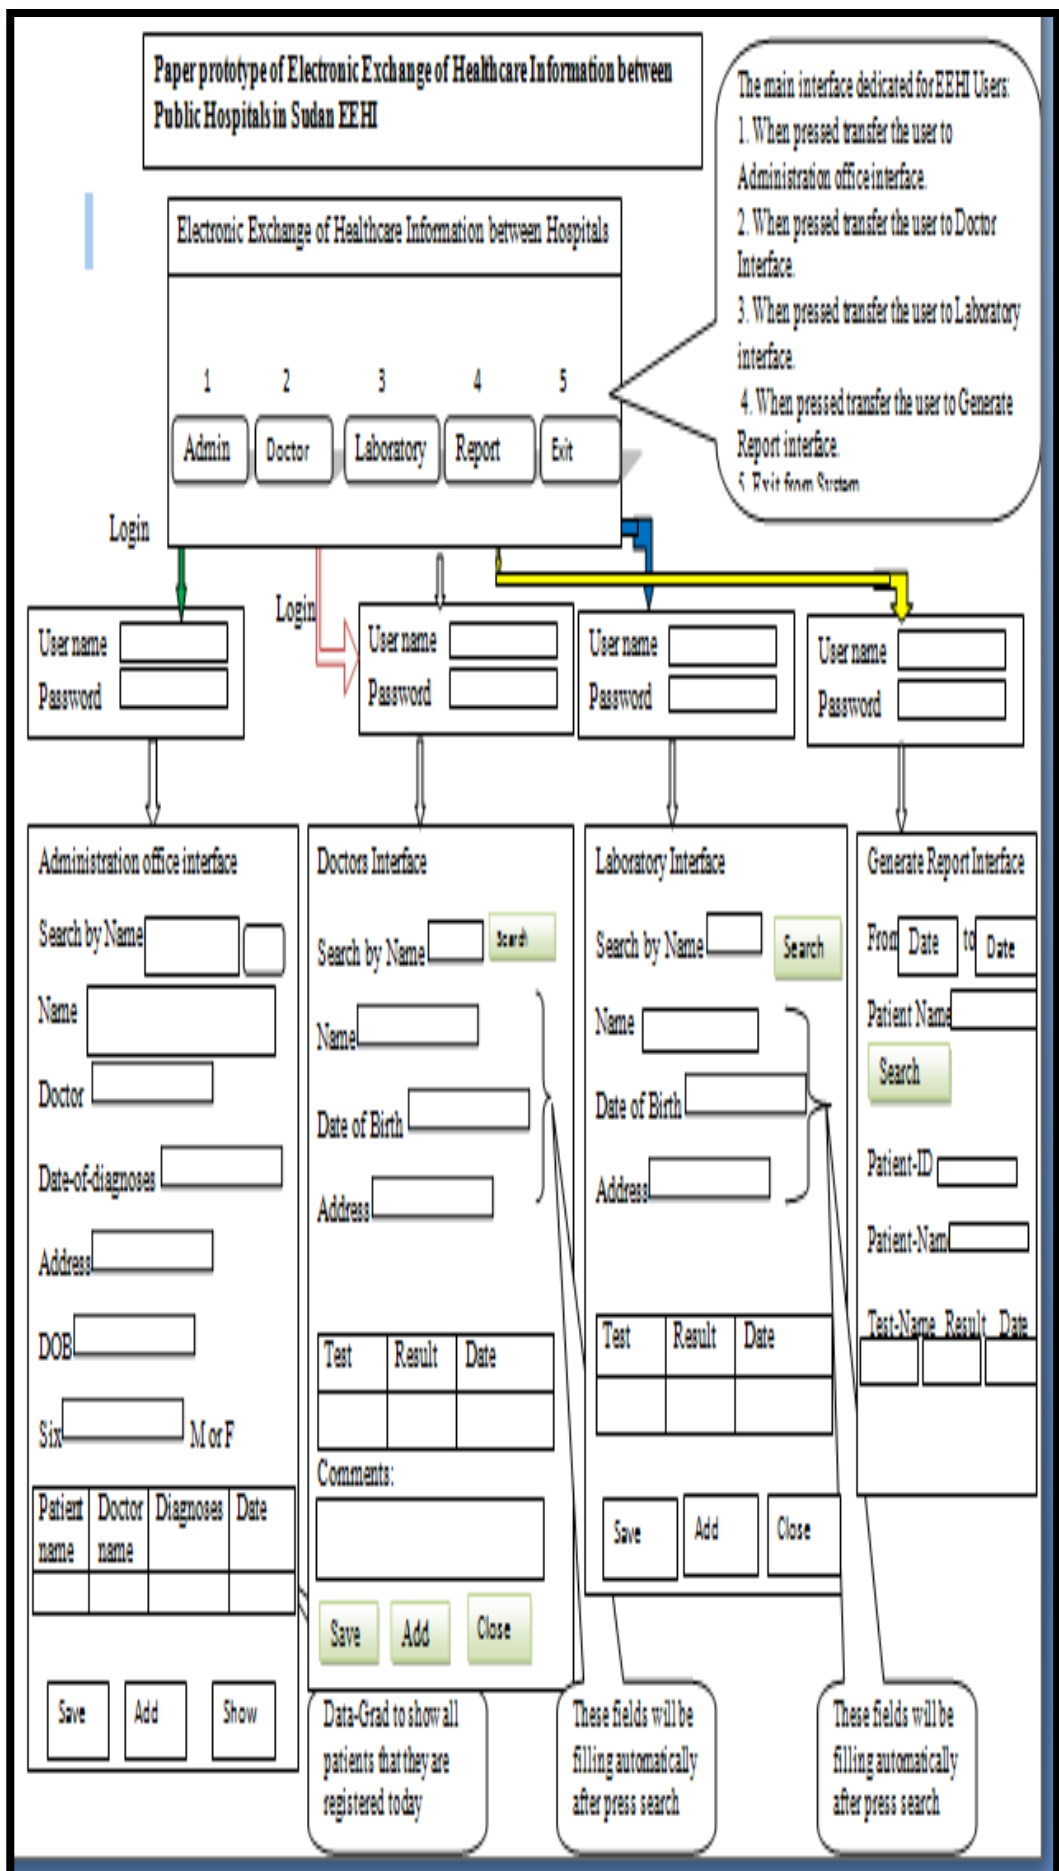 Paper prototype of Electronic Exchange of Healthcare Information between
Public Hospitals in Sudan EEHI
The main interface dedicated for EEHI Users:
1. When pressed transfer the user to
Administration office interface.
2. When pressed transfer the user to Doctor
Interface.
3. When pressed transfer the user to Laboratory
interface.
4. When pressed transfer the user to Generate
Report interface.
5. Exit from System
Electronic Exchange of Healthcare Information between Hospitals
1 2 3 4 5
Admin Doctor Laboratory Report Exit
Login
Login
User name
Password
User name
Password
User name
Password
User name
Password
Administration office interface
Search by Name
Name
Doctor
Date-of-diagnoses
Address
DOB
Six M or F
Patient name Doctor name Diagnoses Date
Save Add Show
Data-Grad to show all
patients that they are
registered today
Doctors Interface
Search by Name Search
Name
Date of Birth
Address
Test Result Date
Comments:
Save Add Close
These fields will be
filling automatically
after press search
Laboratory Interface
Search by Name Search
Name
Date of Birth
Address
Test Result Date
Save Add Close
These fields will be
filling automatically
after press search
Generate Report Interface
From Date to Date
Patient Name
Search
Patient-ID
Patient-Nam
Test-Name Result Date